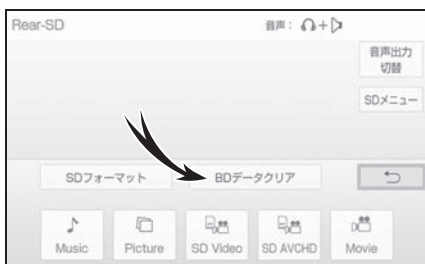 Rear-SD
音声：
音声出力
切替
SDメニュー
SDフォーマット
BDデータクリア
Music
Picture
SD Video
SD AVCHD
Movie